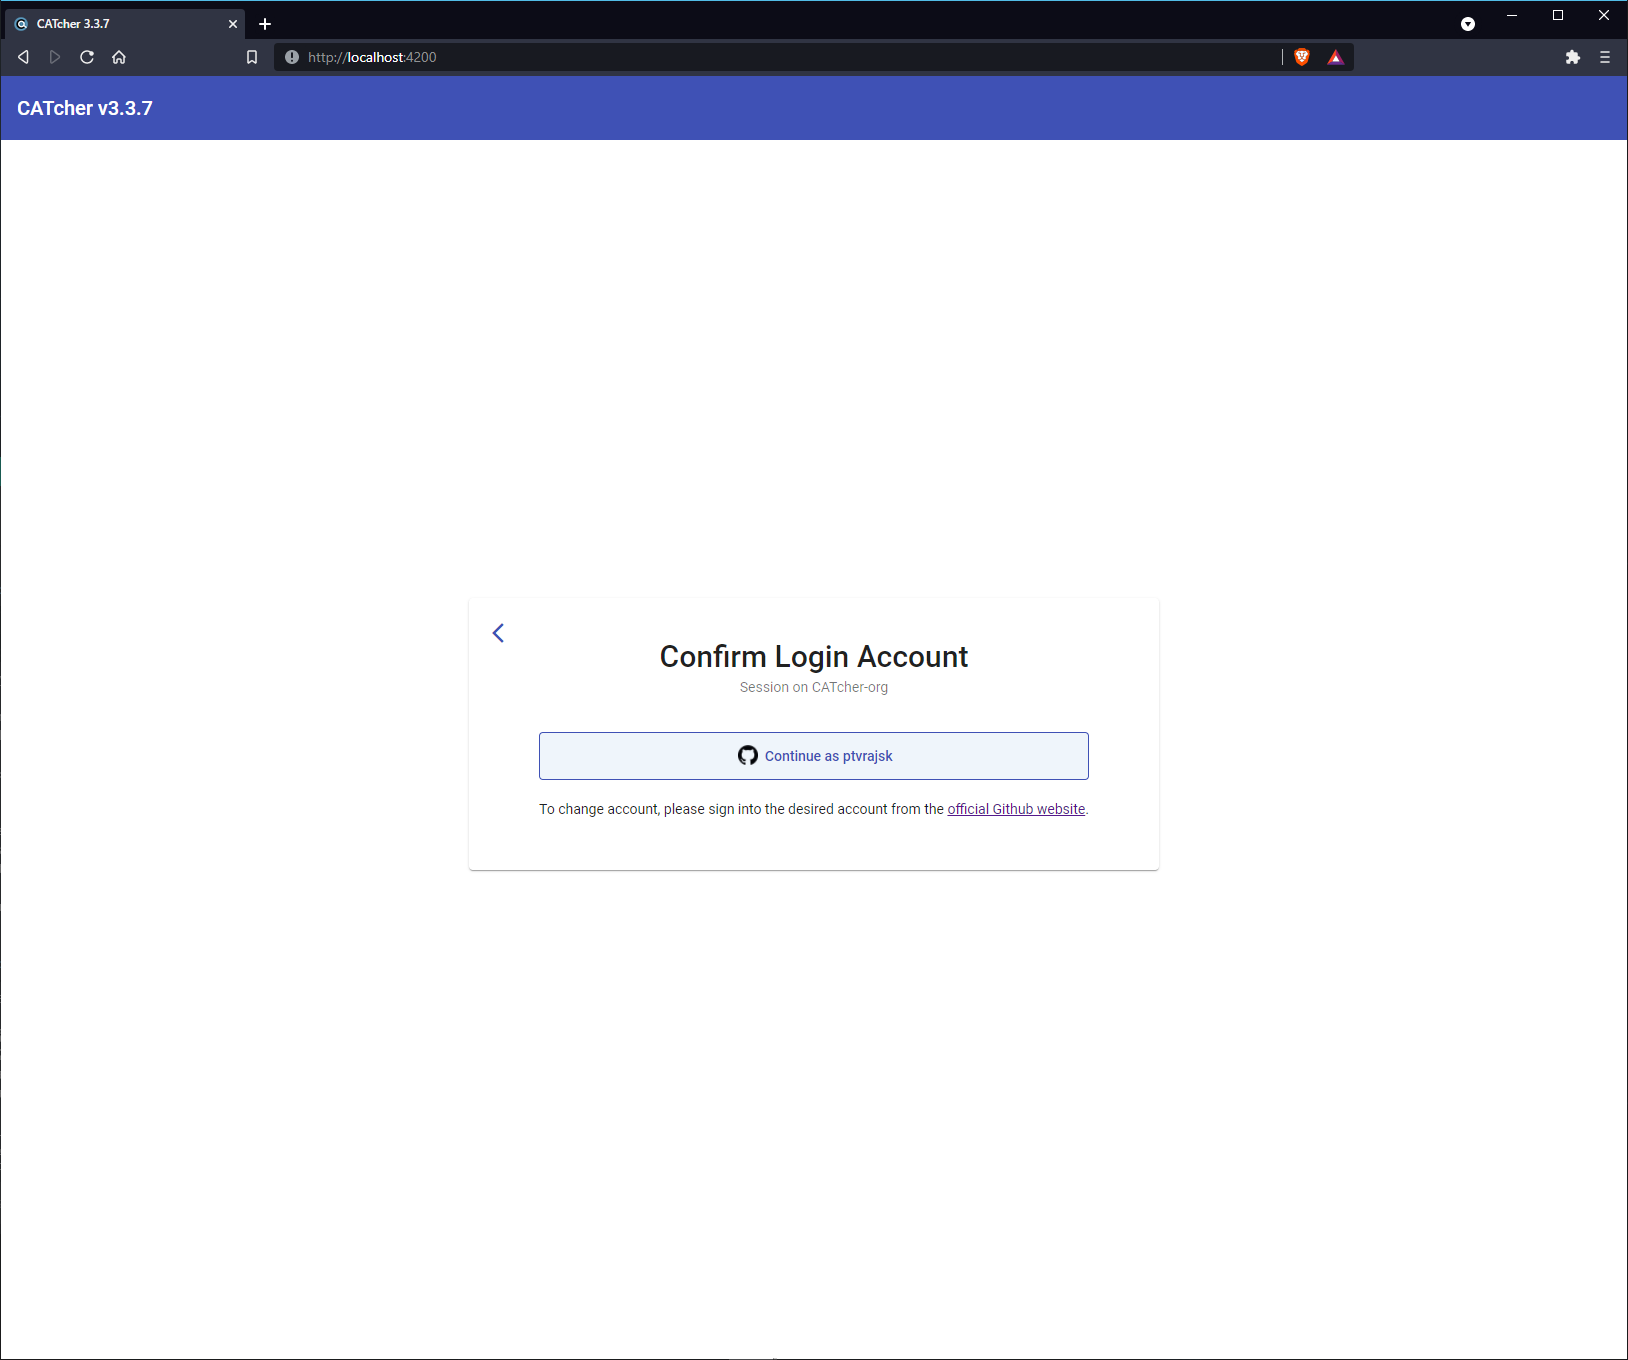 CATcher 3.3.7
http://localhost:4200
CATcher v3.3.7
Confirm Login Account
Session on CATcher-org
Continue as ptvrajsk
To change account, please sign into the desired account from the official Github website.